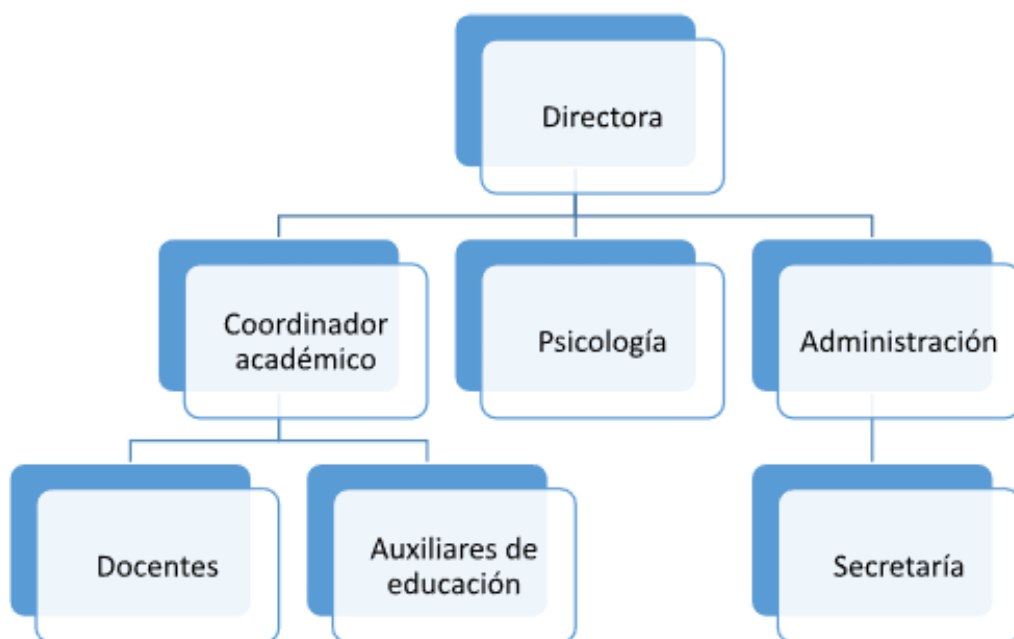 Directora
Coordinador
académico
Psicología
Administración
Docentes
Auxiliares de
educación
Secretaría